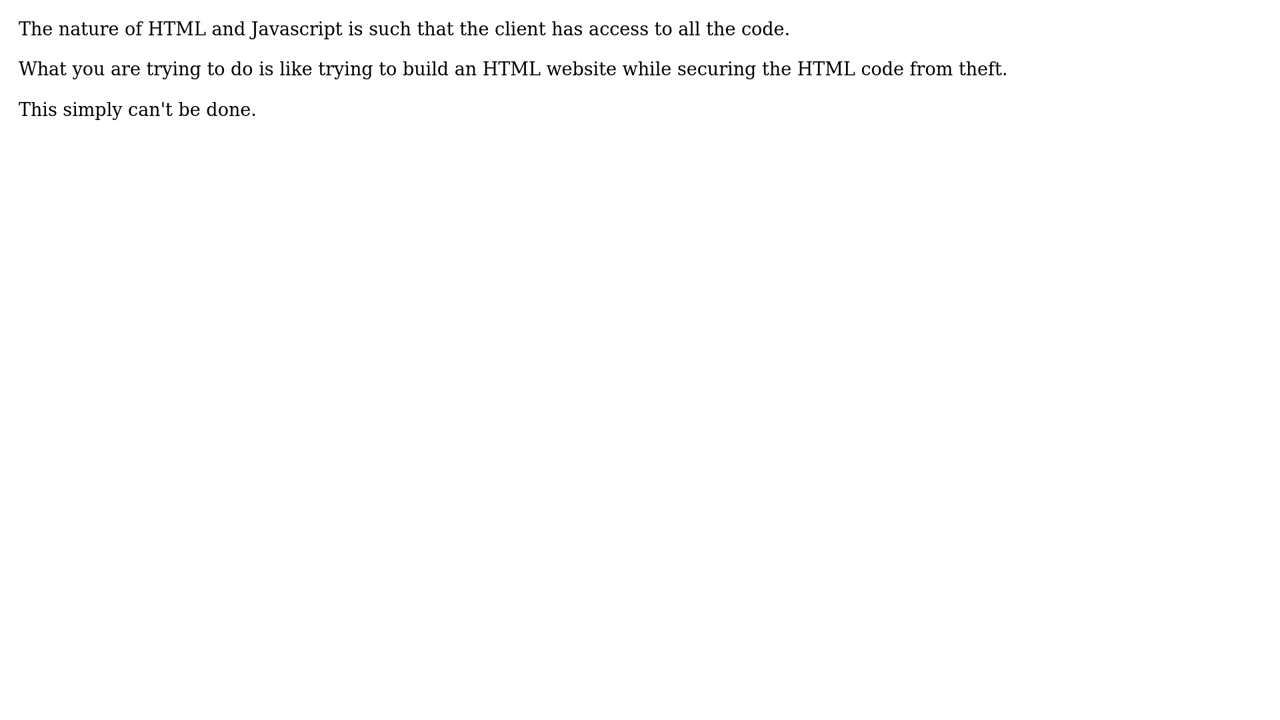 The nature of HTML and Javascript is such that the client has access to all the code.
What you are trying to do is like trying to build an HTML website while securing the HTML code from theft.
This simply can't be done.